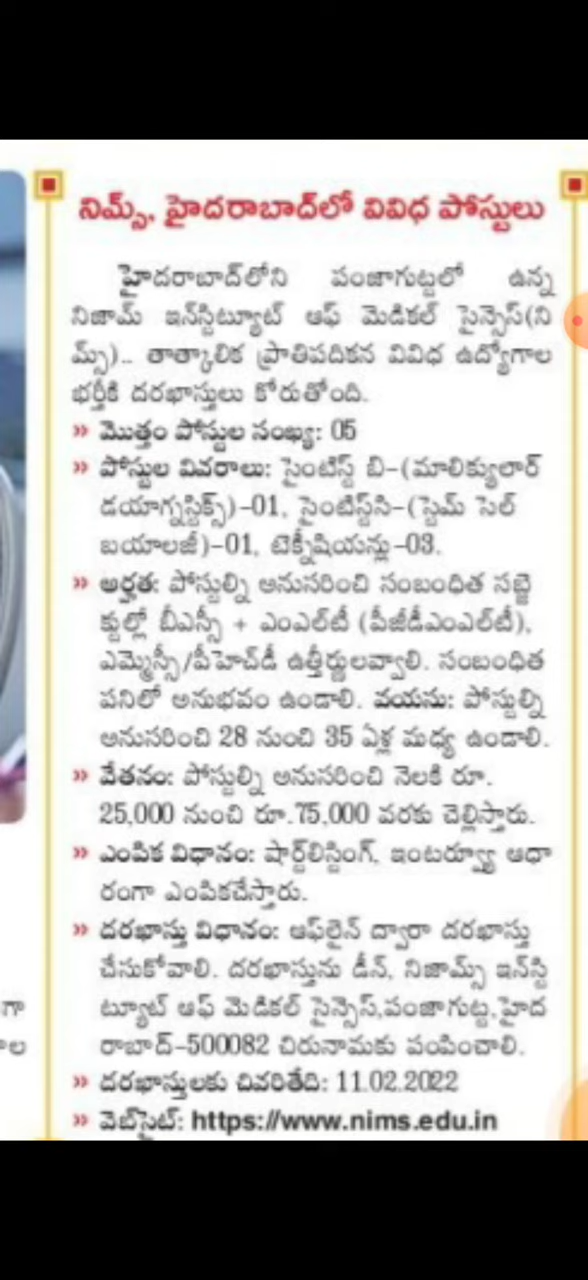 నిమ్స్, హైదరాబాద్‌లో వివిధ పోస్టులు
హైదరాబాద్‌లోని పంజాగుట్టలో ఉన్న
నిజామ్ ఇన్‌స్టిట్యూట్ ఆఫ్ మెడికల్ సైన్సెస్(ని
మ్స్).. తాత్కాలిక ప్రాతిపదికన వివిధ ఉద్యోగాల
భర్తీకి దరఖాస్తులు కోరుతోంది.
» మొత్తం పోస్టుల సంఖ్య: 05
» పోస్టుల వివరాలు: సైంటిస్ట్ బి-(మాలిక్యులార్
డయాగ్నస్టిక్స్)-01, సైంటిస్ట్‌సి-(స్టెమ్ సెల్
బయాలజీ)-01, టెక్నీషియన్లు-03.
» అర్హత: పోస్టుల్ని అనుసరించి సంబంధిత సబ్జె
క్టుల్లో బీఎస్సీ + ఎంఎల్‌టీ (పీజీడీఎంఎల్‌టీ),
ఎమ్మెస్సీ/పీహెచ్‌డీ ఉత్తీర్ణులవ్వాలి. సంబంధిత
పనిలో అనుభవం ఉండాలి. వయసు: పోస్టుల్ని
అనుసరించి 28 నుంచి 35 ఏళ్ల మధ్య ఉండాలి.
» వేతనం: పోస్టుల్ని అనుసరించి నెలకి రూ.
25,000 నుంచి రూ.75,000 వరకు చెల్లిస్తారు.
» ఎంపిక విధానం: షార్ట్‌లిస్టింగ్, ఇంటర్వ్యూ ఆధా
రంగా ఎంపికచేస్తారు.
» దరఖాస్తు విధానం: ఆఫ్‌లైన్ ద్వారా దరఖాస్తు
చేసుకోవాలి. దరఖాస్తును డీన్, నిజామ్స్ ఇన్‌స్టి
ట్యూట్ ఆఫ్ మెడికల్ సైన్సెస్,పంజాగుట్ట,హైద
రాబాద్-500082 చిరునామకు పంపించాలి.
» దరఖాస్తులకు చివరితేది: 11.02.2022
» వెబ్‌సైట్: https://www.nims.edu.in